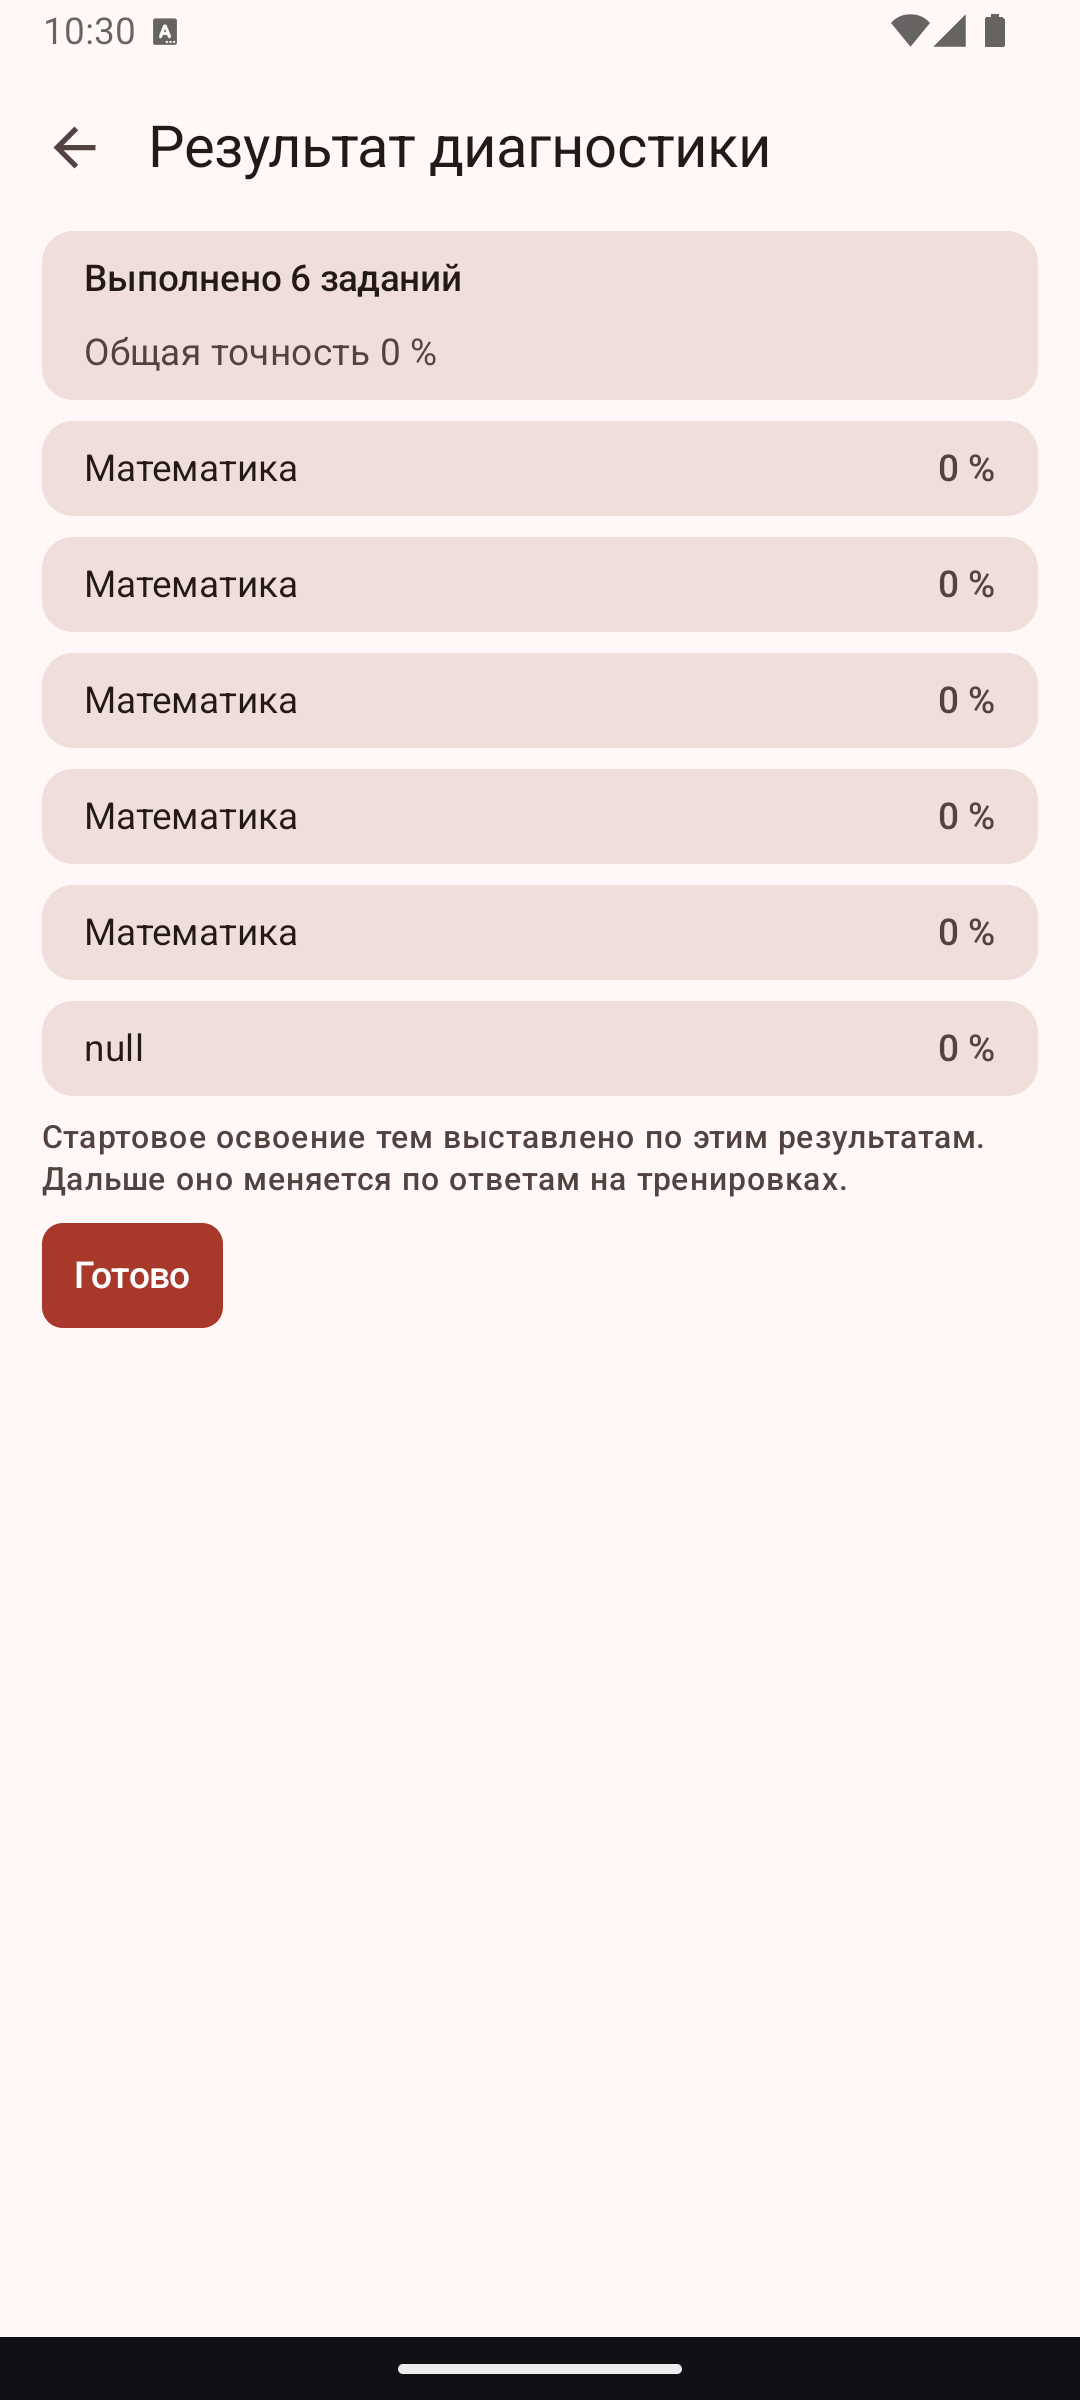 10:30
Результат диагностики
Выполнено 6 заданий
Общая точность 0 %
Математика 0 %
Математика 0 %
Математика 0 %
Математика 0 %
Математика 0 %
null 0 %
Стартовое освоение тем выставлено по этим результатам.
Дальше оно меняется по ответам на тренировках.
Готово